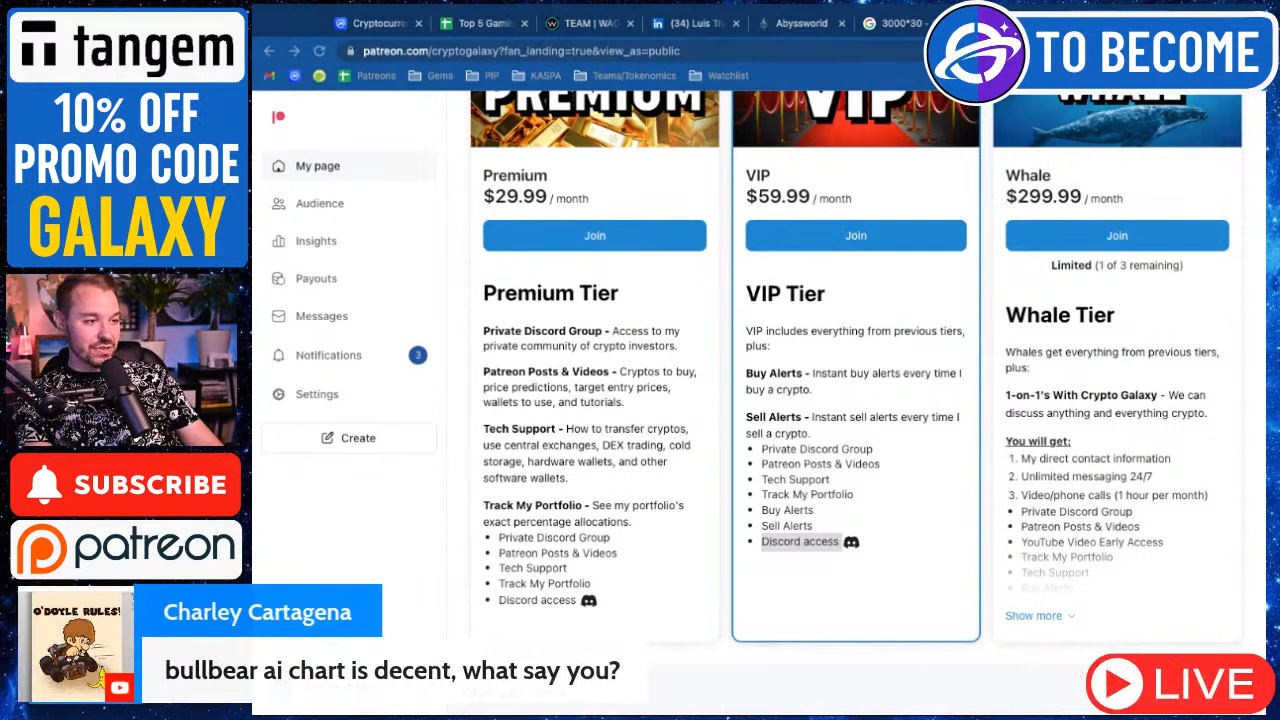 tangem
10% OFF
PROMO CODE
GALAXY
SUBSCRIBE
patreon
O'DOYLE RULES!
Charley Cartagena
bullbear ai chart is decent, what say you?
TO BECOME
LIVE
Cryptocurr
Top 5 Gami
TEAM | WAG
(34) Luis
Abyssworld
3000*30 -
patreon.com/cryptogalaxy?fan_landing=true&view_as=public
Patreons
Gems
PIP
KASPA
Teams/Tokenomics
Watchlist
My page
Audience
Insights
Payouts
Messages
Notifications 3
Settings
Create
PREMIUM
Premium
$29.99 / month
Join
Premium Tier
Private Discord Group - Access to my
private community of crypto investors.
Patreon Posts & Videos - Cryptos to buy,
price predictions, target entry prices,
wallets to use, and tutorials.
Tech Support - How to transfer cryptos,
use central exchanges, DEX trading, cold
storage, hardware wallets, and other
software wallets.
Track My Portfolio - See my portfolio's
exact percentage allocations.
• Private Discord Group
• Patreon Posts & Videos
• Tech Support
• Track My Portfolio
• Discord access
VIP
VIP
$59.99 / month
Join
VIP Tier
VIP includes everything from previous tiers,
plus:
Buy Alerts - Instant buy alerts every time I
buy a crypto.
Sell Alerts - Instant sell alerts every time I
sell a crypto.
• Private Discord Group
• Patreon Posts & Videos
• Tech Support
• Track My Portfolio
• Buy Alerts
• Sell Alerts
• Discord access
WHALE
Whale
$299.99 / month
Join
Limited (1 of 3 remaining)
Whale Tier
Whales get everything from previous tiers,
plus:
1-on-1's With Crypto Galaxy - We can
discuss anything and everything crypto.
You will get:
1. My direct contact information
2. Unlimited messaging 24/7
3. Video/phone calls (1 hour per month)
• Private Discord Group
• Patreon Posts & Videos
• YouTube Video Early Access
• Track My Portfolio
• Tech Support
• Buy Alerts
Show more